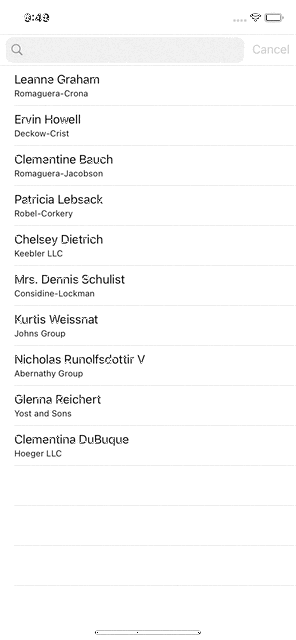 9:49
Cancel
Leanne Graham
Romaguera-Crona
Ervin Howell
Deckow-Crist
Clementine Bauch
Romaguera-Jacobson
Patricia Lebsack
Robel-Corkery
Chelsey Dietrich
Keebler LLC
Mrs. Dennis Schulist
Considine-Lockman
Kurtis Weissnat
Johns Group
Nicholas Runolfsdottir V
Abernathy Group
Glenna Reichert
Yost and Sons
Clementina DuBuque
Hoeger LLC